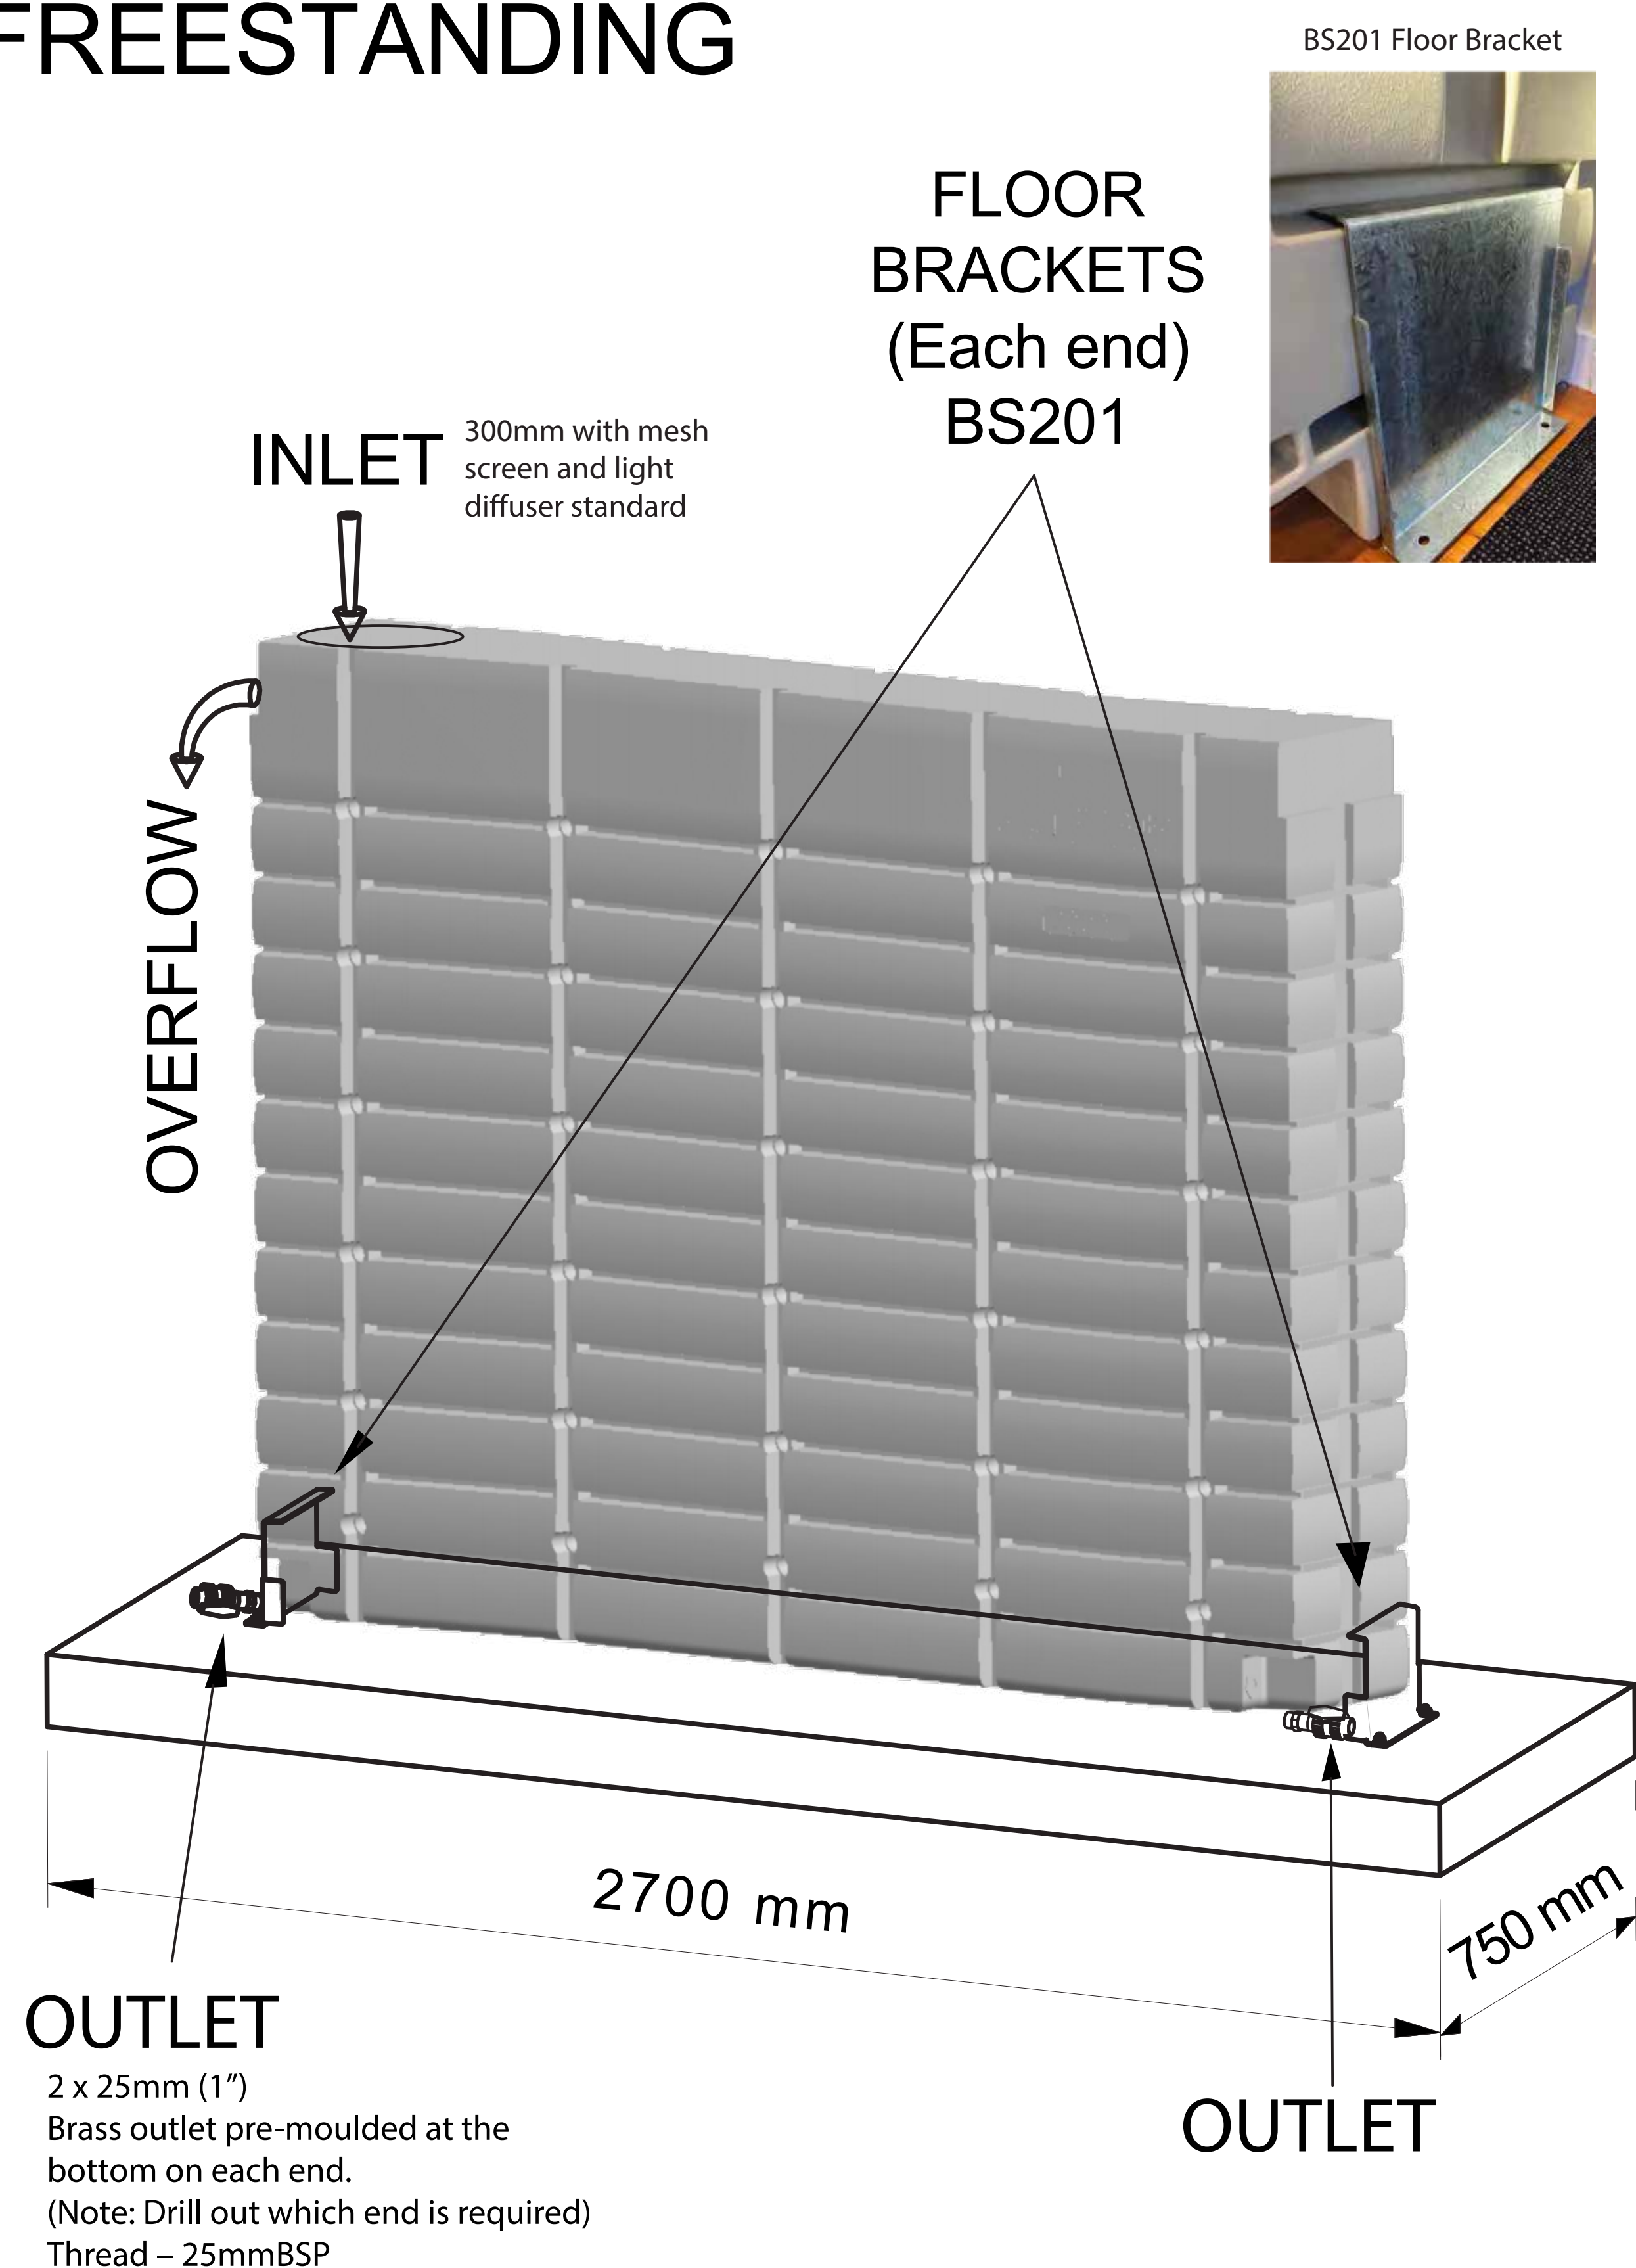 FREESTANDING
BS201 Floor Bracket
FLOOR
BRACKETS
(Each end)
BS201
INLET
300mm with mesh
screen and light
diffuser standard
OVERFLOW
2700 mm
750 mm
OUTLET
2 x 25mm (1”)
Brass outlet pre-moulded at the
bottom on each end.
(Note: Drill out which end is required)
Thread – 25mmBSP
OUTLET